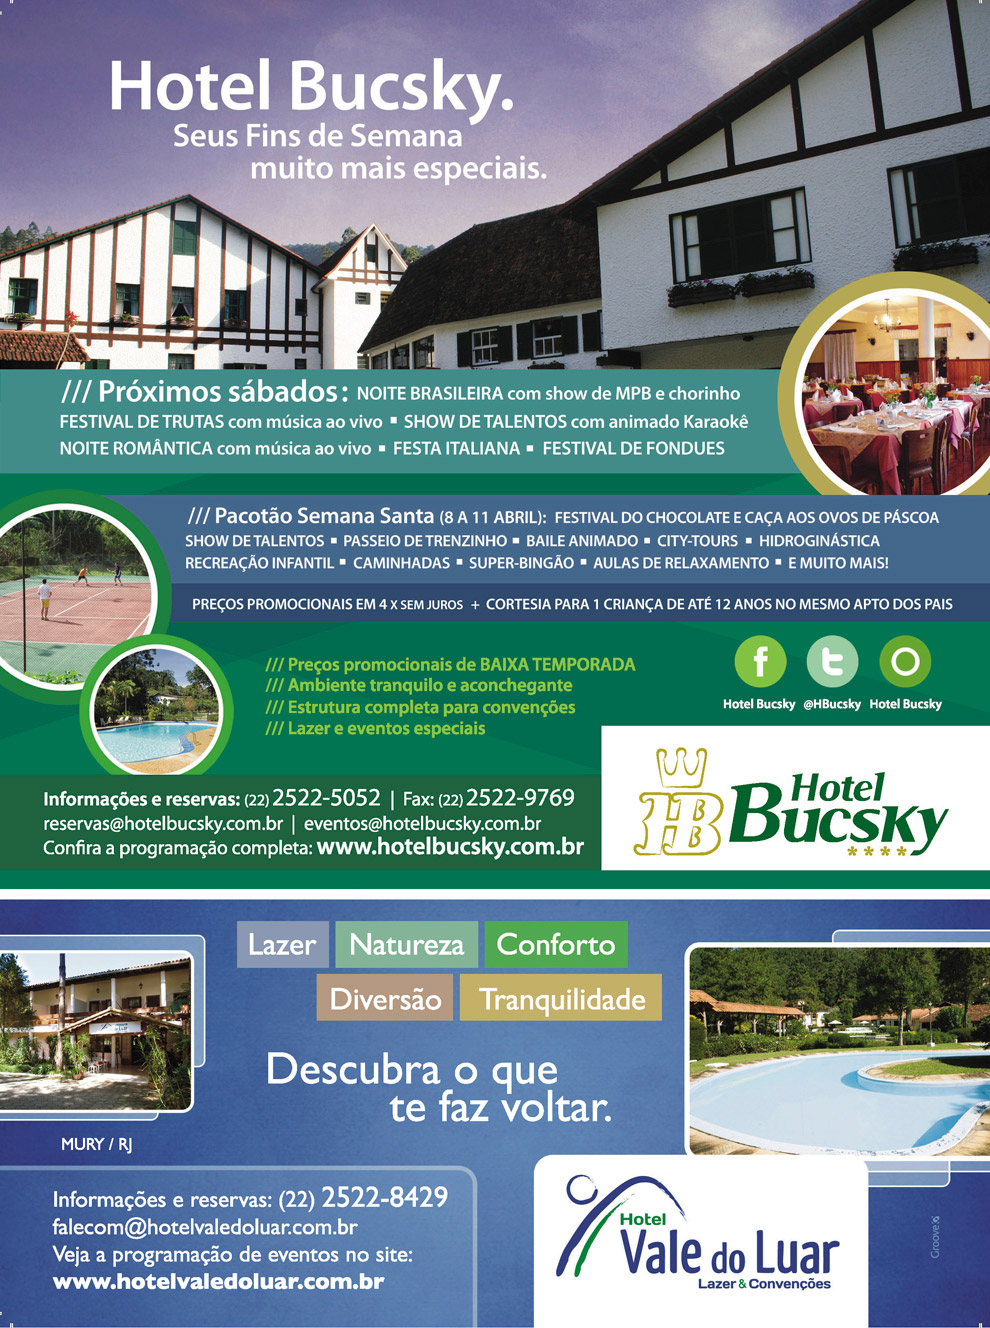 Hotel Bucsky.
Seus Fins de Semana
muito mais especiais.
/// Próximos sábados: NOITE BRASILEIRA com show de MPB e chorinho
FESTIVAL DE TRUTAS com música ao vivo ▪ SHOW DE TALENTOS com animado Karaokê
NOITE ROMÂNTICA com música ao vivo ▪ FESTA ITALIANA ▪ FESTIVAL DE FONDUES
/// Pacotão Semana Santa (8 A 11 ABRIL): FESTIVAL DO CHOCOLATE E CAÇA AOS OVOS DE PÁSCOA
SHOW DE TALENTOS ▪ PASSEIO DE TRENZINHO ▪ BAILE ANIMADO ▪ CITY-TOURS ▪ HIDROGINÁSTICA
RECREAÇÃO INFANTIL ▪ CAMINHADAS ▪ SUPER-BINGÃO ▪ AULAS DE RELAXAMENTO ▪ E MUITO MAIS!
PREÇOS PROMOCIONAIS EM 4 X SEM JUROS + CORTESIA PARA 1 CRIANÇA DE ATÉ 12 ANOS NO MESMO APTO DOS PAIS
/// Preços promocionais de BAIXA TEMPORADA
/// Ambiente tranquilo e aconchegante
/// Estrutura completa para convenções
/// Lazer e eventos especiais
f t
Hotel Bucsky @HBucsky Hotel Bucsky
Informações e reservas: (22) 2522-5052 | Fax: (22) 2522-9769
reservas@hotelbucsky.com.br | eventos@hotelbucsky.com.br
Confira a programação completa: www.hotelbucsky.com.br
HB
Hotel
Bucsky
****
Lazer Natureza Conforto
Diversão Tranquilidade
Descubra o que
te faz voltar.
MURY / RJ
Informações e reservas: (22) 2522-8429
falecom@hotelvaledoluar.com.br
Veja a programação de eventos no site:
www.hotelvaledoluar.com.br
Hotel
Vale do Luar
Lazer & Convenções
Groove